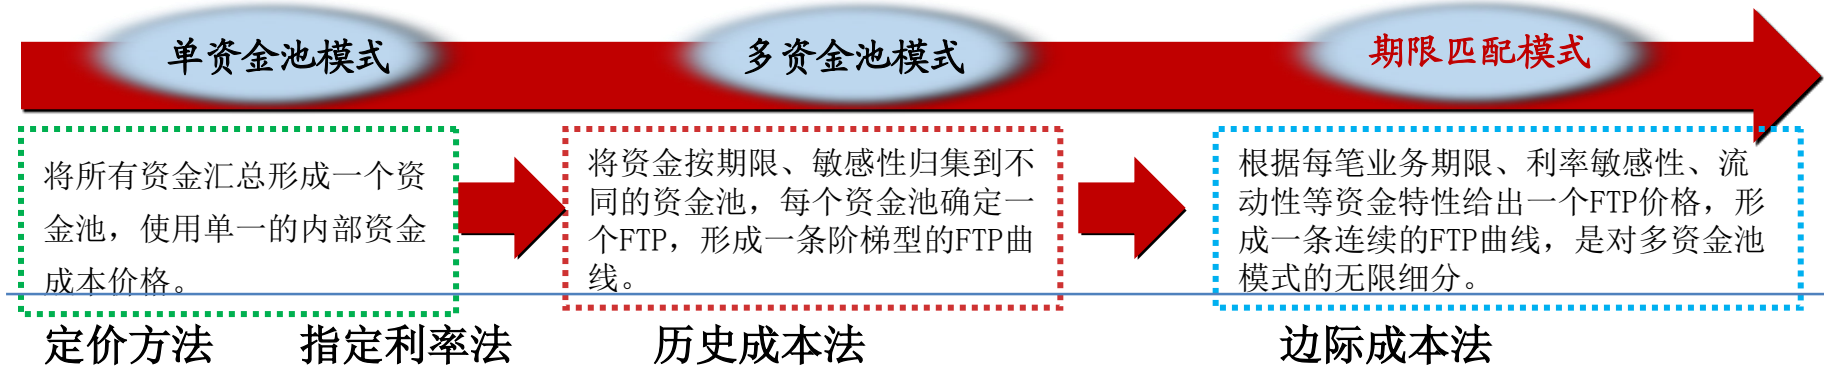 单资金池模式
多资金池模式
期限匹配模式
将所有资金汇总形成一个资
金池，使用单一的内部资金
成本价格。
将资金按期限、敏感性归集到不
同的资金池，每个资金池确定一
个FTP，形成一条阶梯型的FTP曲
线。
根据每笔业务期限、利率敏感性、流
动性等资金特性给出一个FTP价格，形
成一条连续的FTP曲线，是对多资金池
模式的无限细分。
定价方法
指定利率法
历史成本法
边际成本法